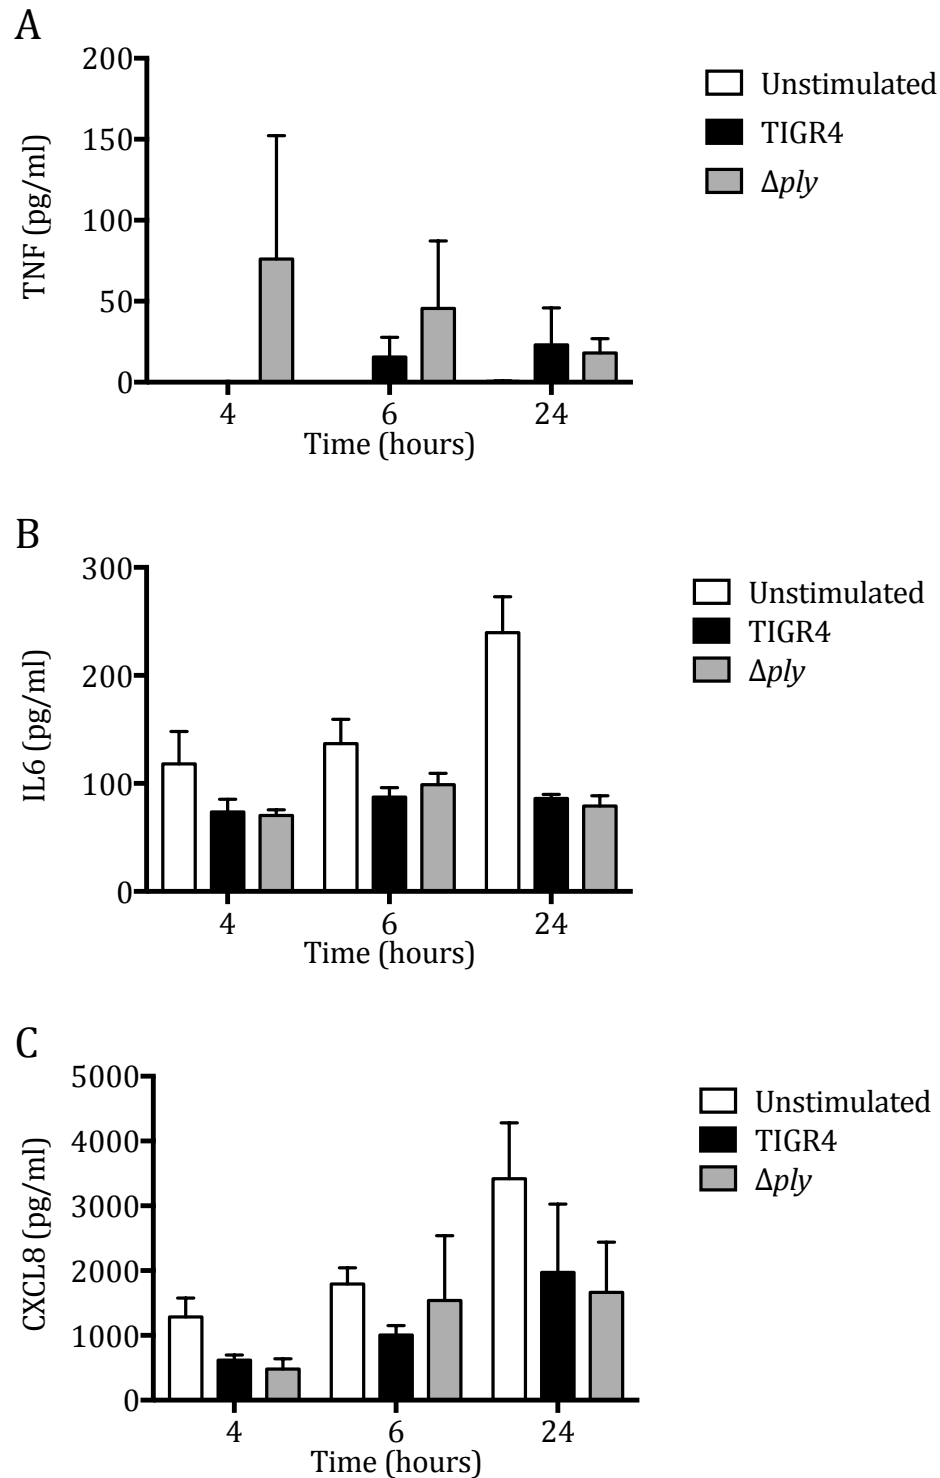 A
TNF (pg/ml)
200
150
100
50
0
4
6
24
Time (hours)
Unstimulated
TIGR4
Δply
B
IL6 (pg/ml)
300
200
100
0
4
6
24
Time (hours)
Unstimulated
TIGR4
Δply
C
CXCL8 (pg/ml)
5000
4000
3000
2000
1000
0
4
6
24
Time (hours)
Unstimulated
TIGR4
Δply